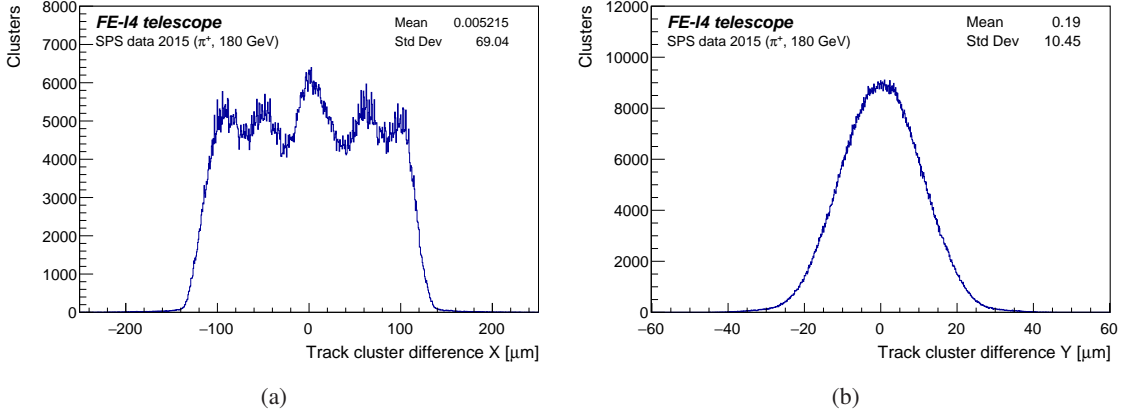 Clusters
8000
7000
6000
5000
4000
3000
2000
1000
0
FE-I4 telescope
SPS data 2015 (π⁺, 180 GeV)
Mean 0.005215
Std Dev 69.04
−200 −100 0 100 200
Track cluster difference X [μm]
(a)
Clusters
12000
10000
8000
6000
4000
2000
0
FE-I4 telescope
SPS data 2015 (π⁺, 180 GeV)
Mean 0.19
Std Dev 10.45
−60 −40 −20 0 20 40 60
Track cluster difference Y [μm]
(b)